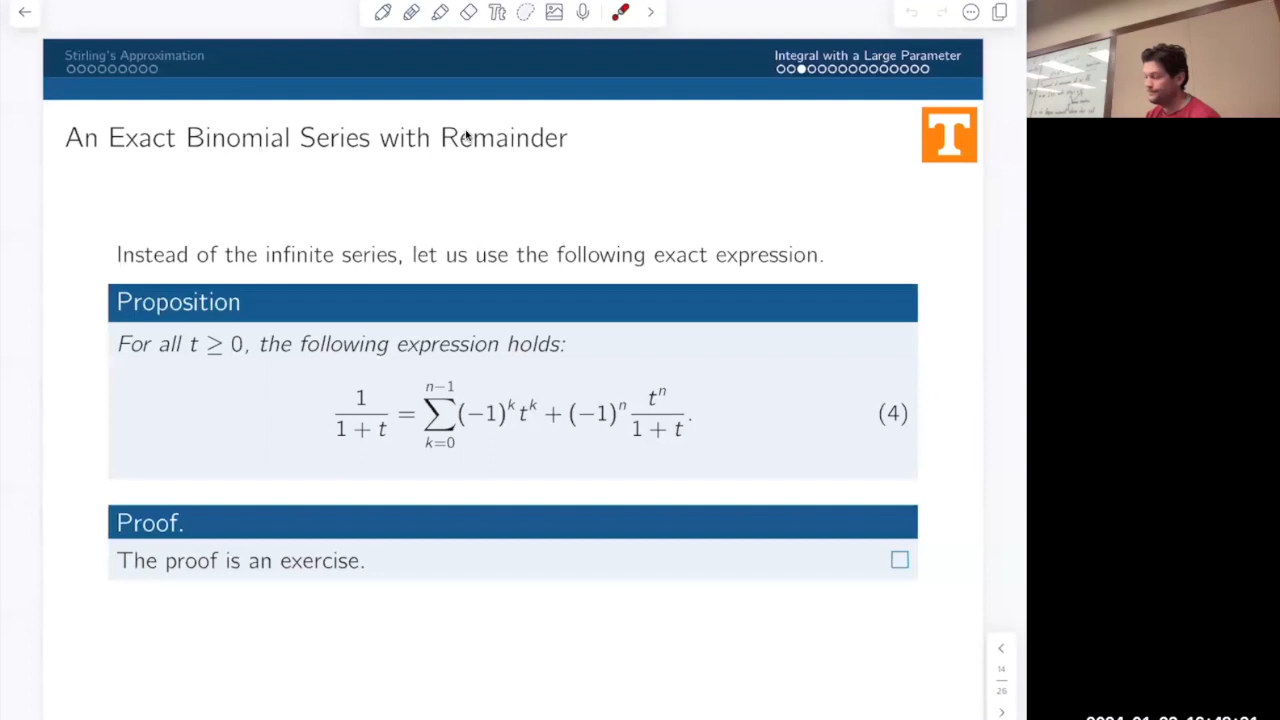 Stirling's Approximation
Integral with a Large Parameter
An Exact Binomial Series with Remainder
T
Instead of the infinite series, let us use the following exact expression.
Proposition
For all t ≥ 0, the following expression holds:
1/(1 + t) = ∑_{k=0}^{n−1} (−1)^k t^k + (−1)^n t^n/(1 + t). (4)
Proof.
The proof is an exercise. □
14
26